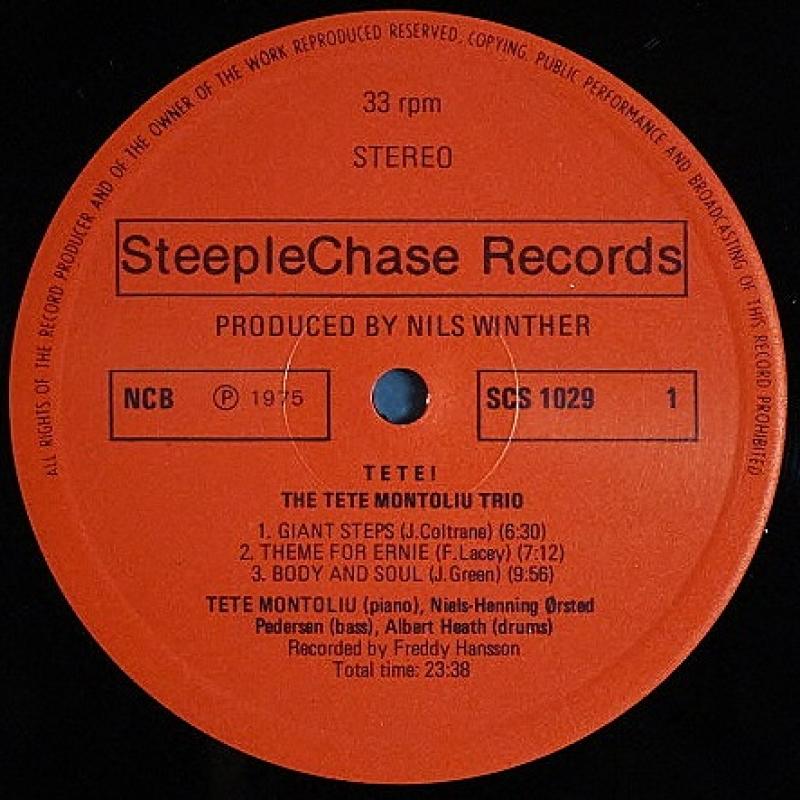 ALL RIGHTS OF THE RECORD PRODUCER AND OF THE OWNER OF THE WORK REPRODUCED RESERVED. COPYING. PUBLIC PERFORMANCE AND BROADCASTING OF THIS RECORD PROHIBITED
33 rpm
STEREO
SteepleChase Records
PRODUCED BY NILS WINTHER
NCB ℗ 1975
SCS 1029 1
TETE!
THE TETE MONTOLIU TRIO
1. GIANT STEPS (J.Coltrane) (6:30)
2. THEME FOR ERNIE (F.Lacey) (7:12)
3. BODY AND SOUL (J.Green) (9:56)
TETE MONTOLIU (piano), Niels-Henning Ørsted
Pedersen (bass), Albert Heath (drums)
Recorded by Freddy Hansson
Total time: 23:38